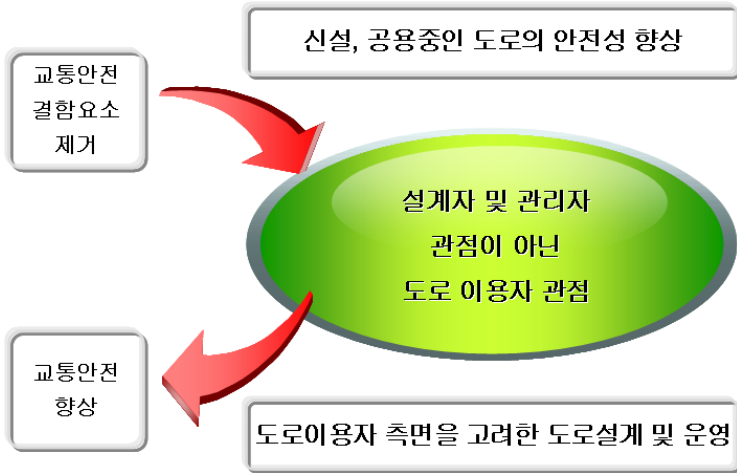 신설, 공용중인 도로의 안전성 향상
교통안전
결함요소
제거
설계자 및 관리자
관점이 아닌
도로 이용자 관점
교통안전
향상
도로이용자 측면을 고려한 도로설계 및 운영